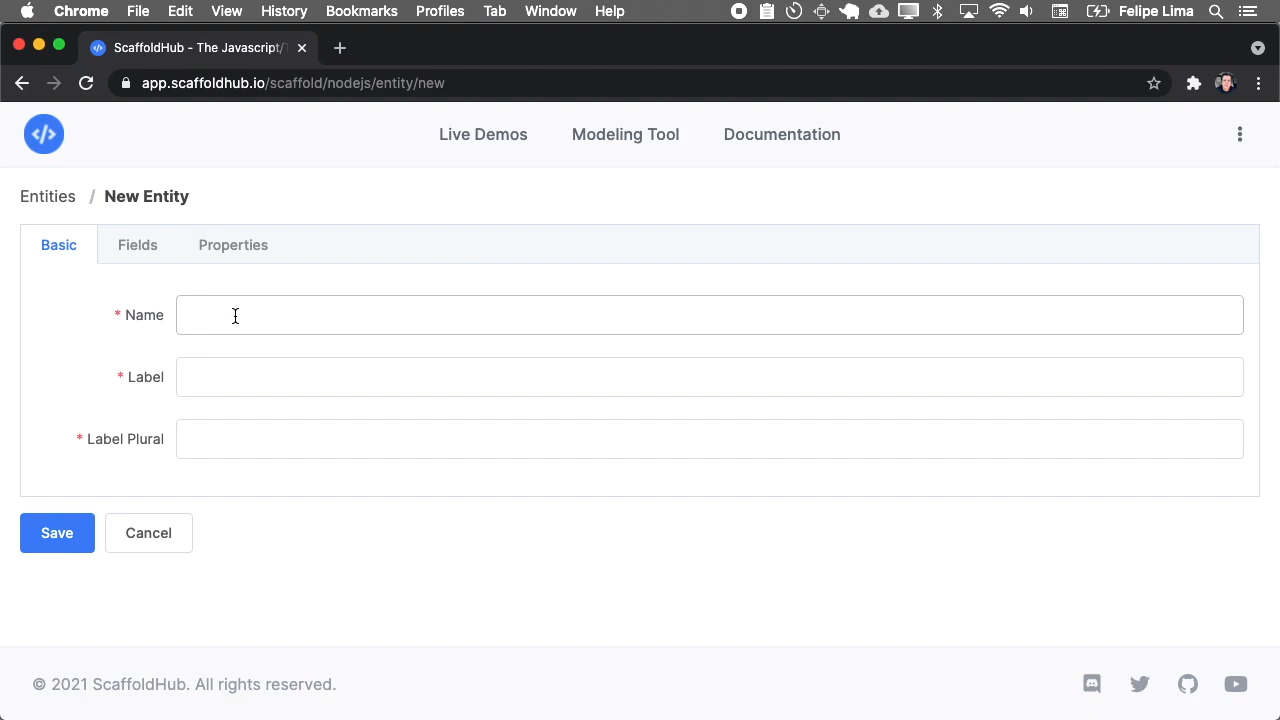 Chrome File Edit View History Bookmarks Profiles Tab Window Help Felipe Lima
ScaffoldHub - The Javascript/
app.scaffoldhub.io/scaffold/nodejs/entity/new
Live Demos Modeling Tool Documentation
Entities / New Entity
Basic Fields Properties
* Name
* Label
* Label Plural
Save Cancel
© 2021 ScaffoldHub. All rights reserved.